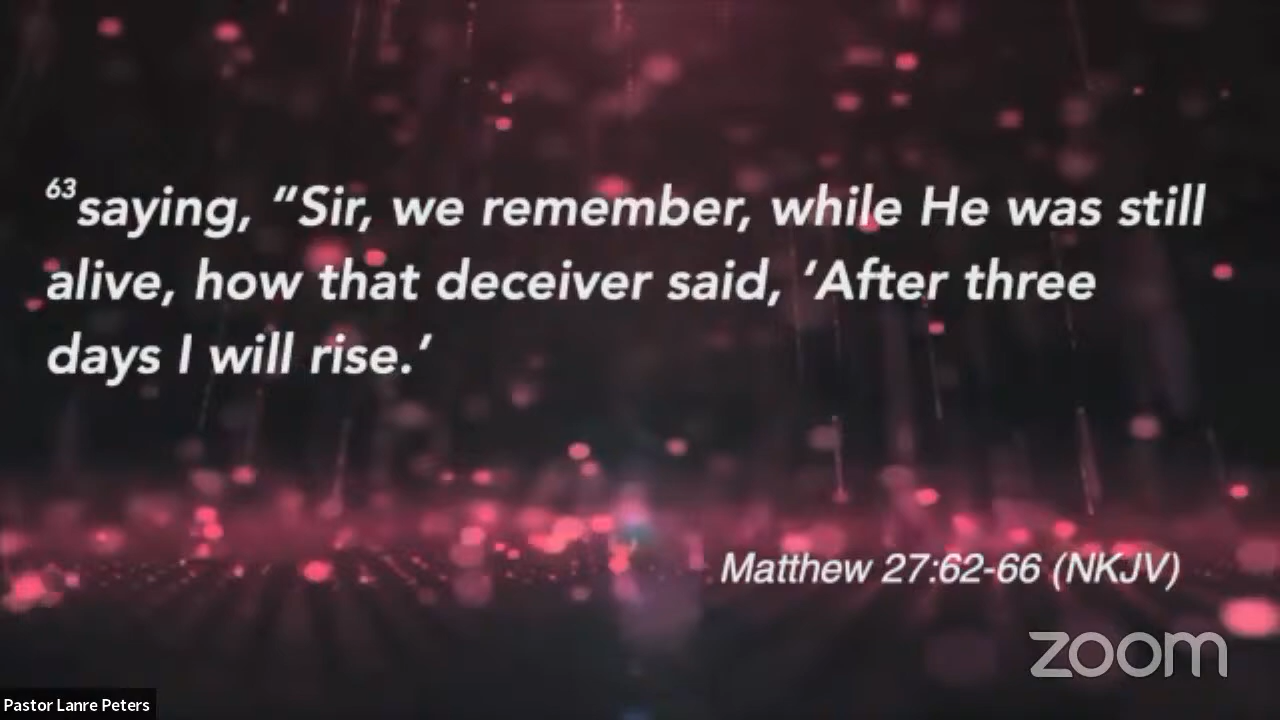 ⁶³saying, “Sir, we remember, while He was still
alive, how that deceiver said, ‘After three
days I will rise.’
Matthew 27:62-66 (NKJV)
zoom
Pastor Lanre Peters